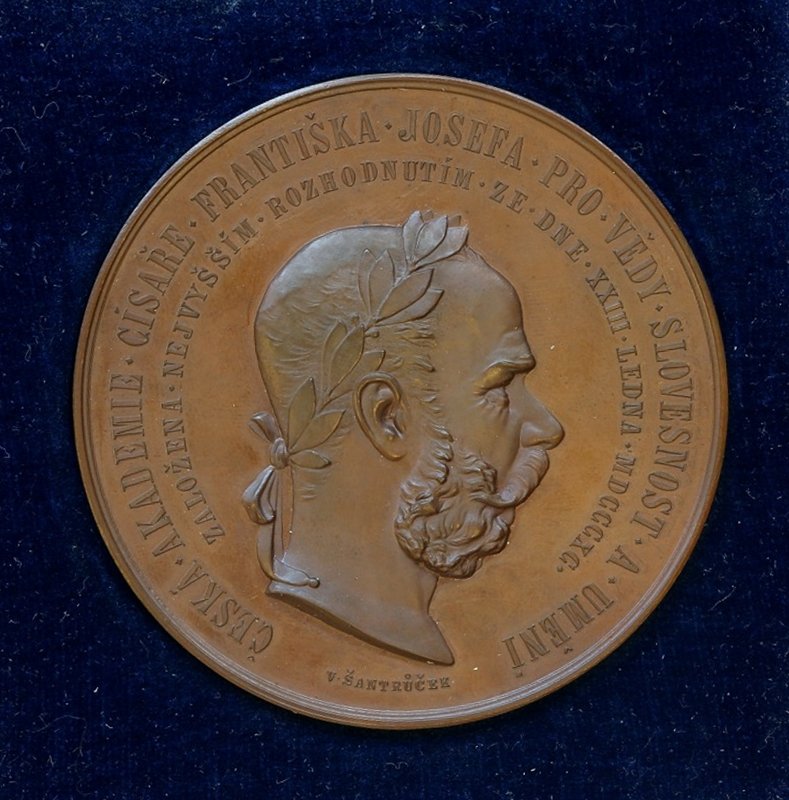 ČESKÁ · AKADEMIE · CÍSAŘE · FRANTIŠKA · JOSEFA · PRO · VĚDY · SLOVESNOST · A · UMĚNÍ
ZALOŽENA · NEJVYŠŠÍM · ROZHODNUTÍM · ZE · DNE · XXIII · LEDNA · MDCCCXC ·
V · ŠANTRŮČEK